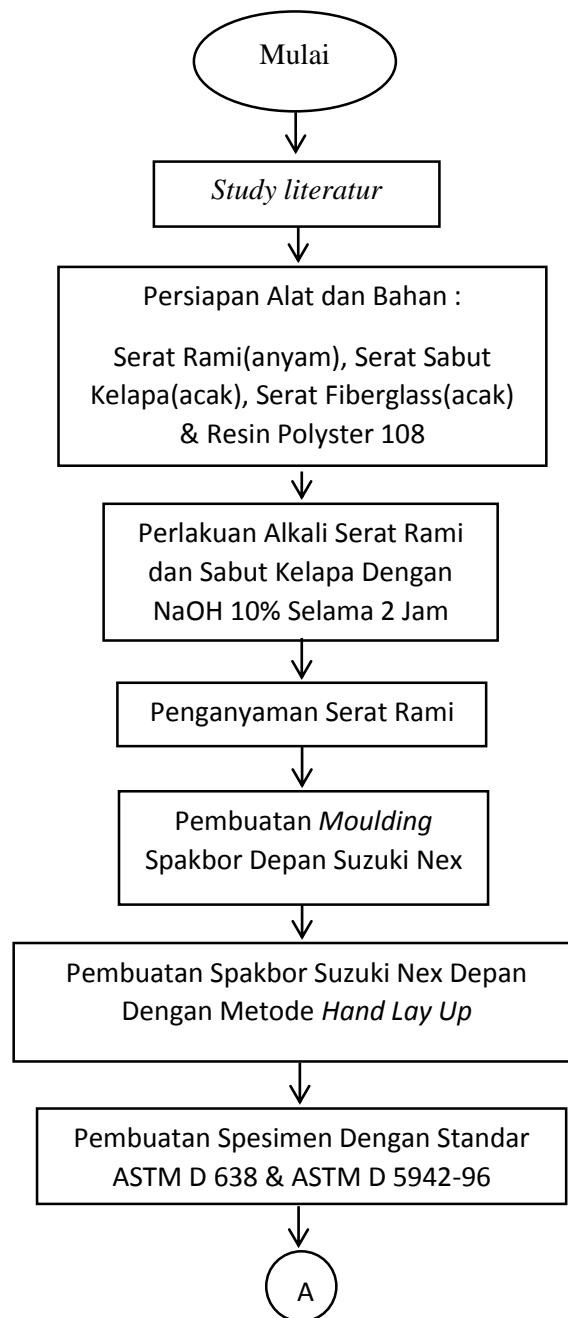 Mulai
Study literatur
Persiapan Alat dan Bahan :
Serat Rami(anyam), Serat Sabut
Kelapa(acak), Serat Fiberglass(acak)
& Resin Polyster 108
Perlakuan Alkali Serat Rami
dan Sabut Kelapa Dengan
NaOH 10% Selama 2 Jam
Penganyaman Serat Rami
Pembuatan Moulding
Spakbor Depan Suzuki Nex
Pembuatan Spakbor Suzuki Nex Depan
Dengan Metode Hand Lay Up
Pembuatan Spesimen Dengan Standar
ASTM D 638 & ASTM D 5942-96
A